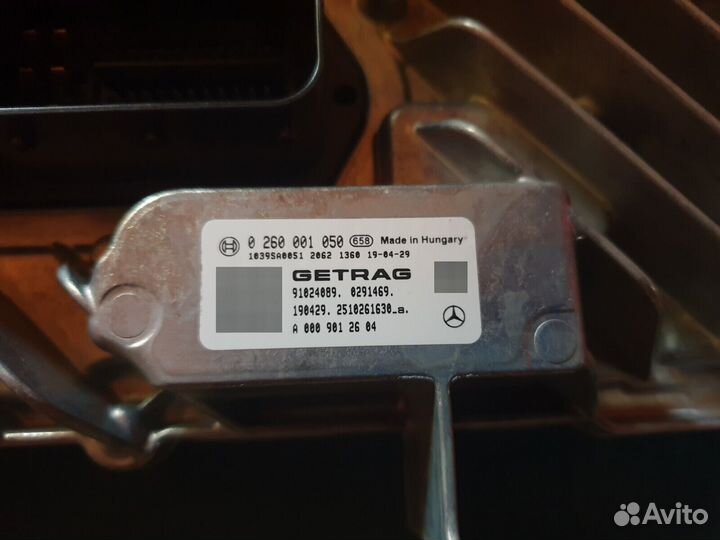 0 260 001 050 658 Made in Hungary
1039SA0051 2062 1360 19-04-29
GETRAG
91024089. 0291469.
190429. 2510261630_a.
A 000 901 26 04
Avito